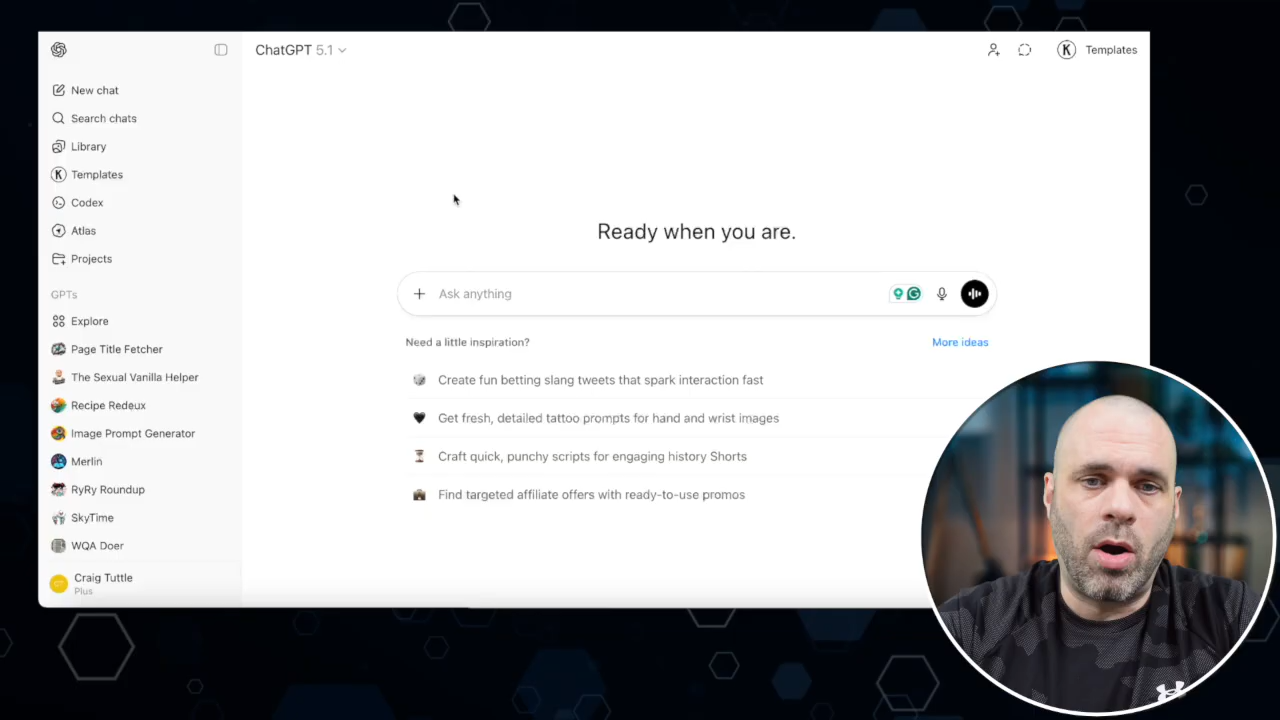 ChatGPT 5.1
Templates
New chat
Search chats
Library
Templates
Codex
Atlas
Projects
GPTs
Explore
Page Title Fetcher
The Sexual Vanilla Helper
Recipe Redeux
Image Prompt Generator
Merlin
RyRy Roundup
SkyTime
WQA Doer
Craig Tuttle
Plus
Ready when you are.
Ask anything
Need a little inspiration?
More ideas
Create fun betting slang tweets that spark interaction fast
Get fresh, detailed tattoo prompts for hand and wrist images
Craft quick, punchy scripts for engaging history Shorts
Find targeted affiliate offers with ready-to-use promos